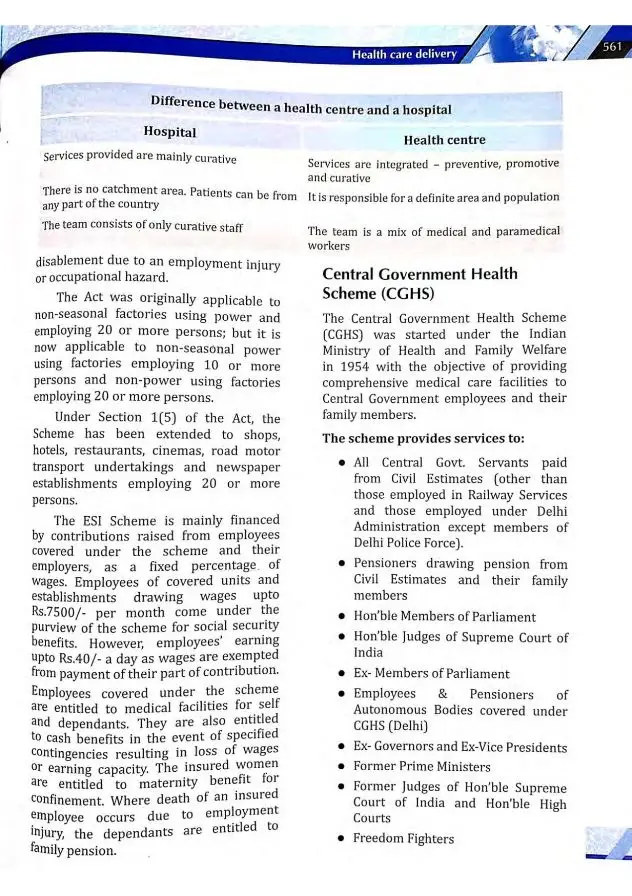 Health care delivery
561
Difference between a health centre and a hospital
Hospital
Health centre
Services provided are mainly curative
Services are integrated – preventive, promotive
and curative
There is no catchment area. Patients can be from
any part of the country
It is responsible for a definite area and population
The team consists of only curative staff
The team is a mix of medical and paramedical
workers
disablement due to an employment injury
or occupational hazard.
The Act was originally applicable to
non-seasonal factories using power and
employing 20 or more persons; but it is
now applicable to non-seasonal power
using factories employing 10 or more
persons and non-power using factories
employing 20 or more persons.
Under Section 1(5) of the Act, the
Scheme has been extended to shops,
hotels, restaurants, cinemas, road motor
transport undertakings and newspaper
establishments employing 20 or more
persons.
The ESI Scheme is mainly financed
by contributions raised from employees
covered under the scheme and their
employers, as a fixed percentage of
wages. Employees of covered units and
establishments drawing wages upto
Rs.7500/- per month come under the
purview of the scheme for social security
benefits. However, employees' earning
upto Rs.40/- a day as wages are exempted
from payment of their part of contribution.
Employees covered under the scheme
are entitled to medical facilities for self
and dependants. They are also entitled
to cash benefits in the event of specified
contingencies resulting in loss of wages
or earning capacity. The insured women
are entitled to maternity benefit for
confinement. Where death of an insured
employee occurs due to employment
injury, the dependants are entitled to
family pension.
Central Government Health
Scheme (CGHS)
The Central Government Health Scheme
(CGHS) was started under the Indian
Ministry of Health and Family Welfare
in 1954 with the objective of providing
comprehensive medical care facilities to
Central Government employees and their
family members.
The scheme provides services to:
• All Central Govt. Servants paid
from Civil Estimates (other than
those employed in Railway Services
and those employed under Delhi
Administration except members of
Delhi Police Force).
• Pensioners drawing pension from
Civil Estimates and their family
members
• Hon'ble Members of Parliament
• Hon'ble Judges of Supreme Court of
India
• Ex- Members of Parliament
• Employees & Pensioners of
Autonomous Bodies covered under
CGHS (Delhi)
• Ex- Governors and Ex-Vice Presidents
• Former Prime Ministers
• Former Judges of Hon'ble Supreme
Court of India and Hon'ble High
Courts
• Freedom Fighters